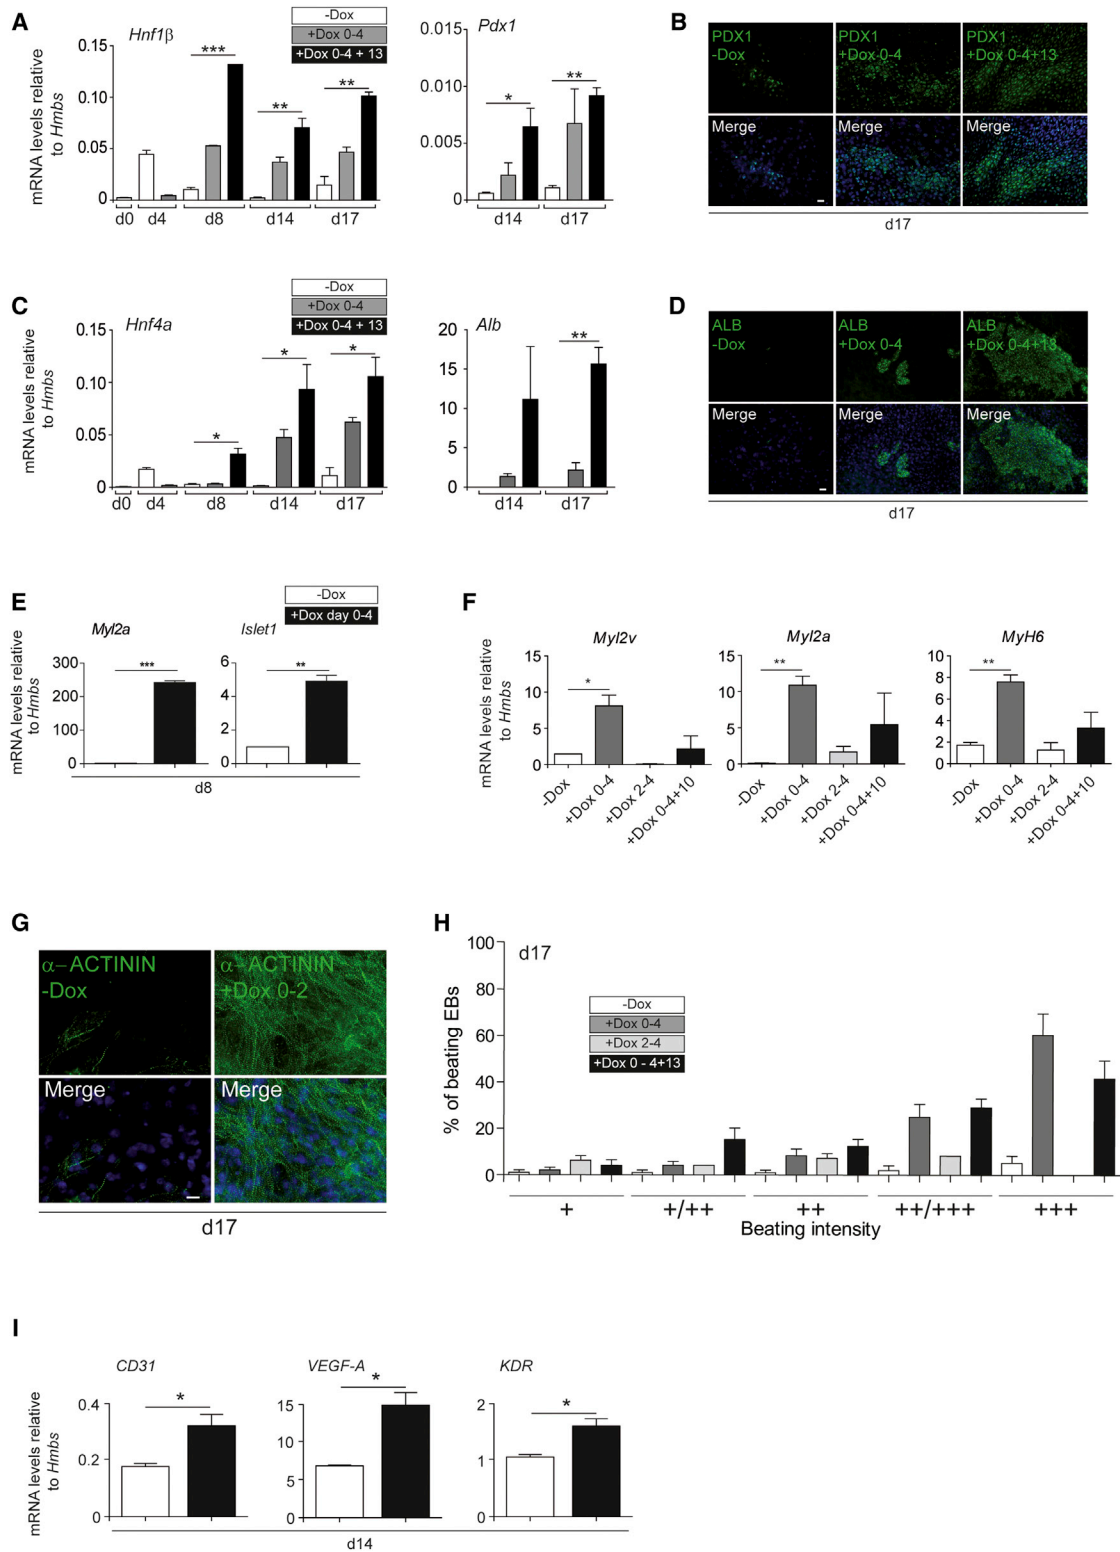 A
Hnf1β
-Dox
+Dox 0-4
+Dox 0-4 + 13
mRNA levels relative
to Hmbs
0.15
0.10
0.05
0
d0 d4 d8 d14 d17
***
**
**
Pdx1
0.015
0.010
0.005
0
*
**
d14 d17
B
PDX1
-Dox
PDX1
+Dox 0-4
PDX1
+Dox 0-4+13
Merge
Merge
Merge
d17
C
Hnf4a
-Dox
+Dox 0-4
+Dox 0-4 + 13
mRNA levels relative
to Hmbs
0.15
0.10
0.05
0
*
*
*
d0 d4 d8 d14 d17
Alb
20
15
10
5
0
**
d14 d17
D
ALB
-Dox
ALB
+Dox 0-4
ALB
+Dox 0-4+13
Merge
Merge
Merge
d17
E
-Dox
+Dox day 0-4
Myl2a
Islet1
mRNA levels relative
to Hmbs
300
200
100
0
***
6
4
2
0
**
d8
F
Myl2v
Myl2a
MyH6
mRNA levels relative
to Hmbs
15
10
5
0
*
-Dox
+Dox 0-4
+Dox 2-4
+Dox 0-4+10
15
10
5
0
**
-Dox
+Dox 0-4
+Dox 2-4
+Dox 0-4+10
10
8
6
4
2
0
**
-Dox
+Dox 0-4
+Dox 2-4
+Dox 0-4+10
G
α-ACTININ
-Dox
α-ACTININ
+Dox 0-2
Merge
Merge
d17
H
d17
% of beating EBs
100
80
60
40
20
0
-Dox
+Dox 0-4
+Dox 2-4
+Dox 0 - 4+13
+ +/++ ++ ++/+++ +++
Beating intensity
I
CD31
VEGF-A
KDR
mRNA levels relative
to Hmbs
0.4
0.2
0
*
15
10
5
0
*
2
1
0
*
d14